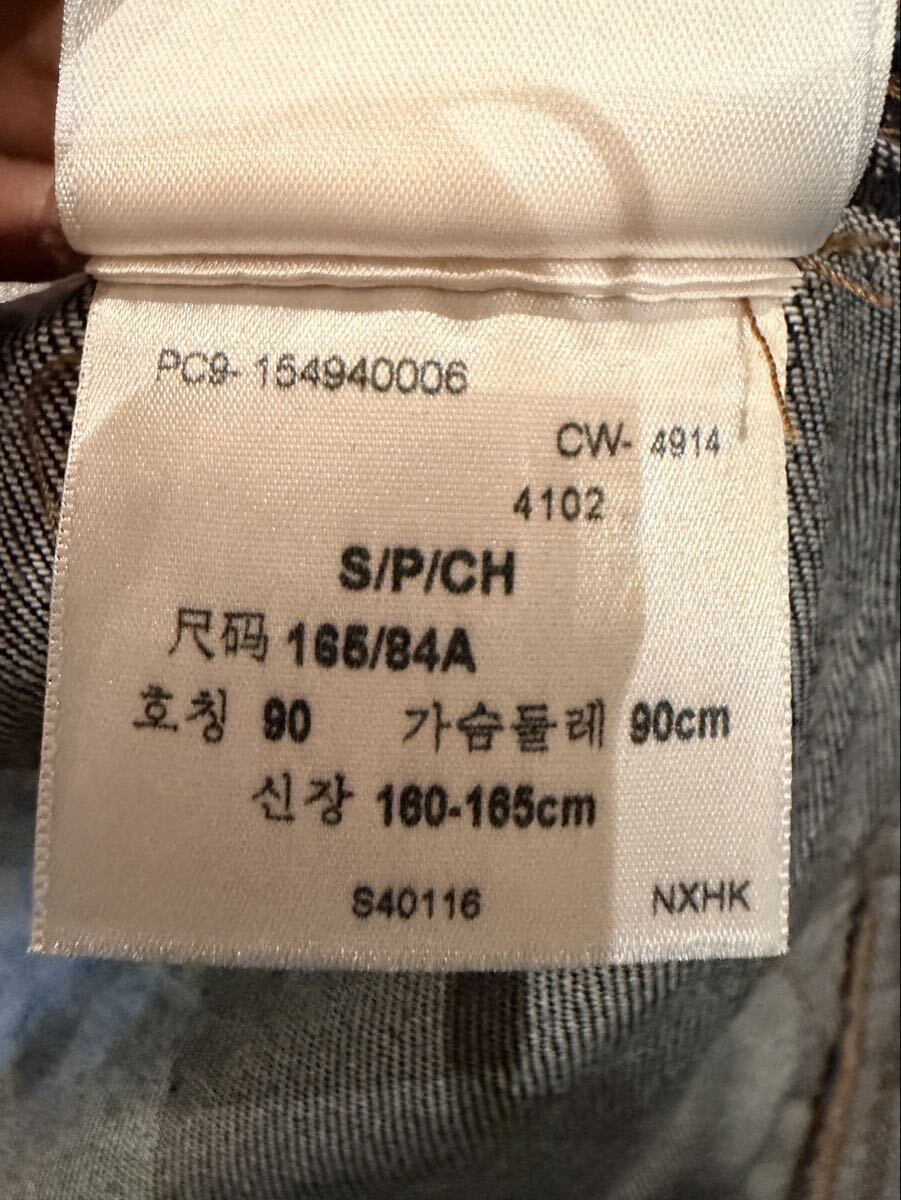 PC9- 154940006
CW- 4914
4102
S/P/CH
尺码 165/84A
호칭 90 가슴둘레 90cm
신장 160-165cm
S40116 NXHK